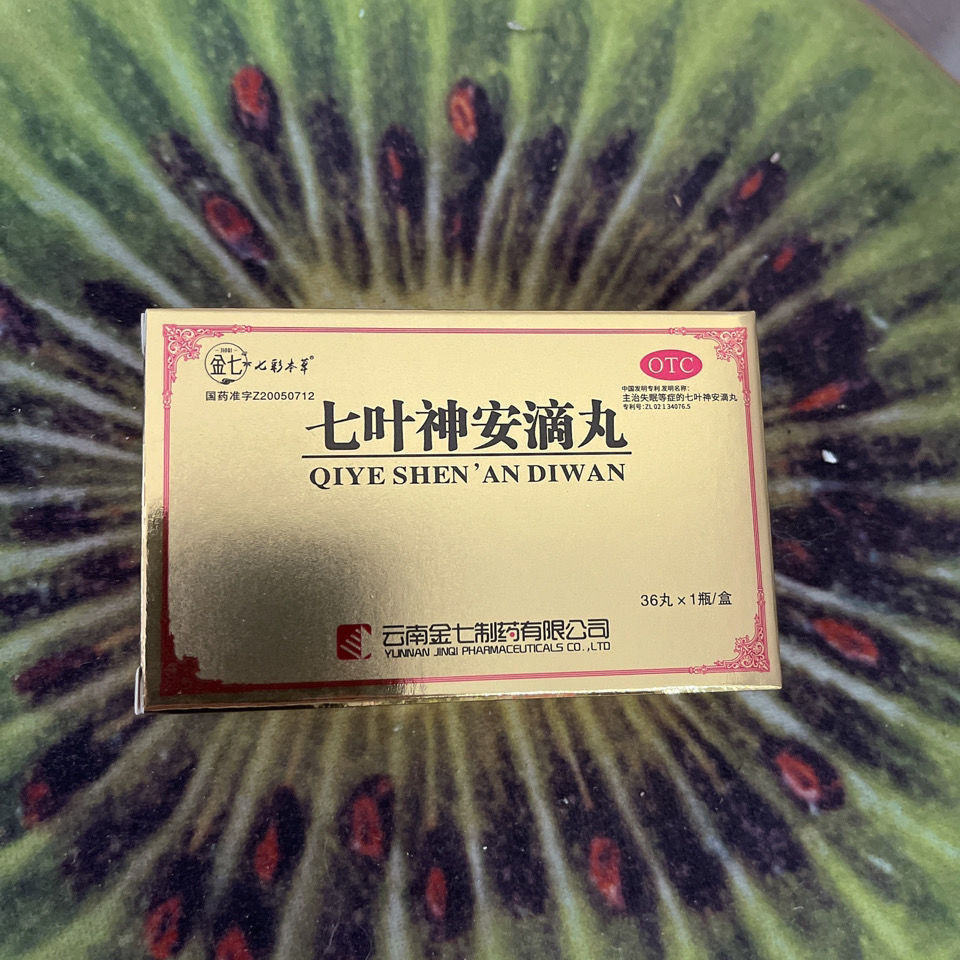 金七
七彩本草®
国药准字Z20050712
OTC
中国发明专利 发明名称:
主治失眠等症的七叶神安滴丸
专利号:ZL 02 1 34076.5
七叶神安滴丸
QIYE SHEN'AN DIWAN
36丸×1瓶/盒
云南金七制药有限公司
YUNNAN JINQI PHARMACEUTICALS CO.,LTD